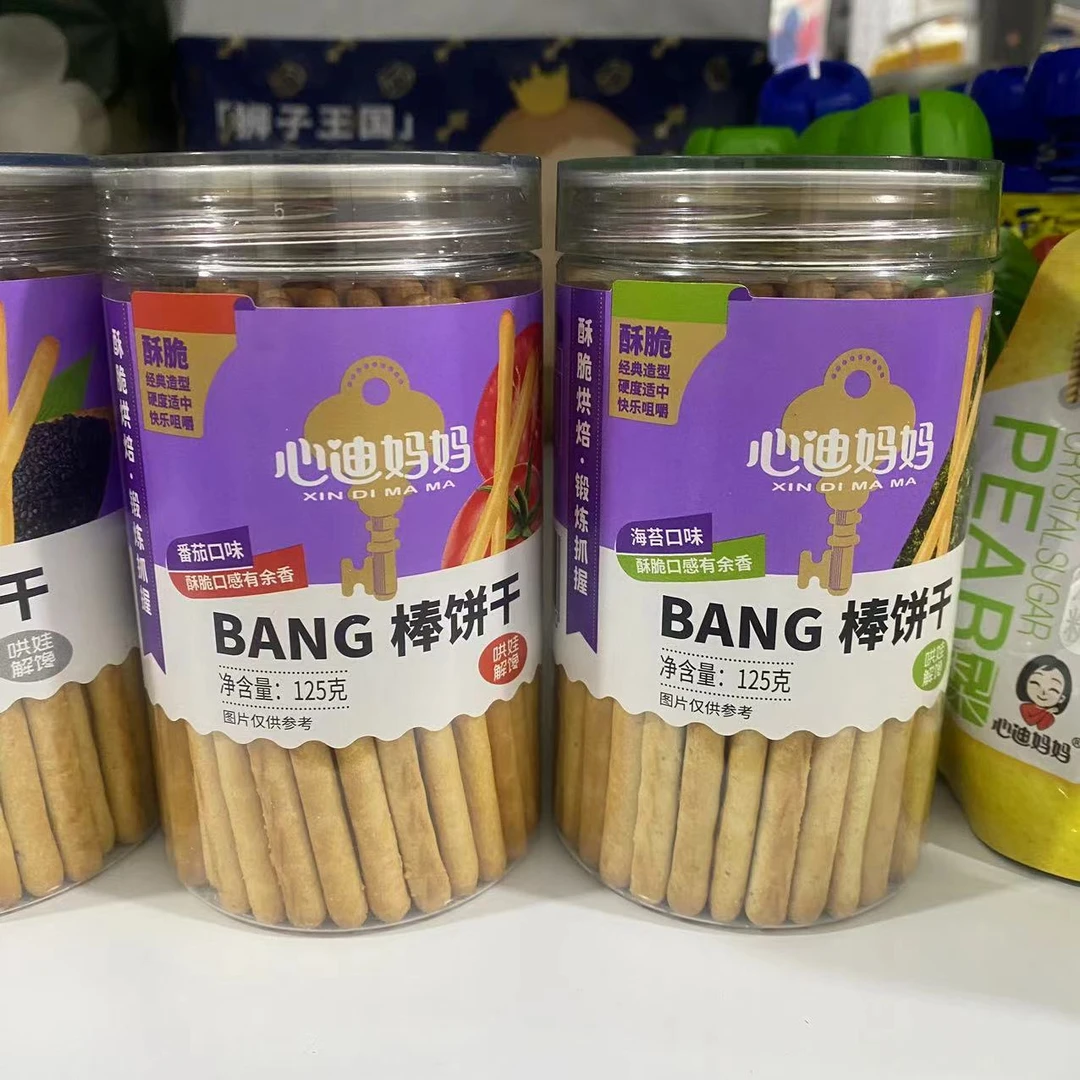 「狮子王国」
干
哄娃
解馋
5
酥脆烘焙·锻炼抓握
酥脆
经典造型
硬度适中
快乐咀嚼
心迪妈妈
XIN DI MA MA
番茄口味
酥脆口感有余香
BANG 棒饼干
净含量：125克
图片仅供参考
哄娃
解馋
酥脆烘焙·锻炼抓握
酥脆
经典造型
硬度适中
快乐咀嚼
心迪妈妈
XIN DI MA MA
海苔口味
酥脆口感有余香
BANG 棒饼干
净含量：125克
图片仅供参考
哄娃
解馋
CRYSTAL SUGAR
PEAR
心迪妈妈®